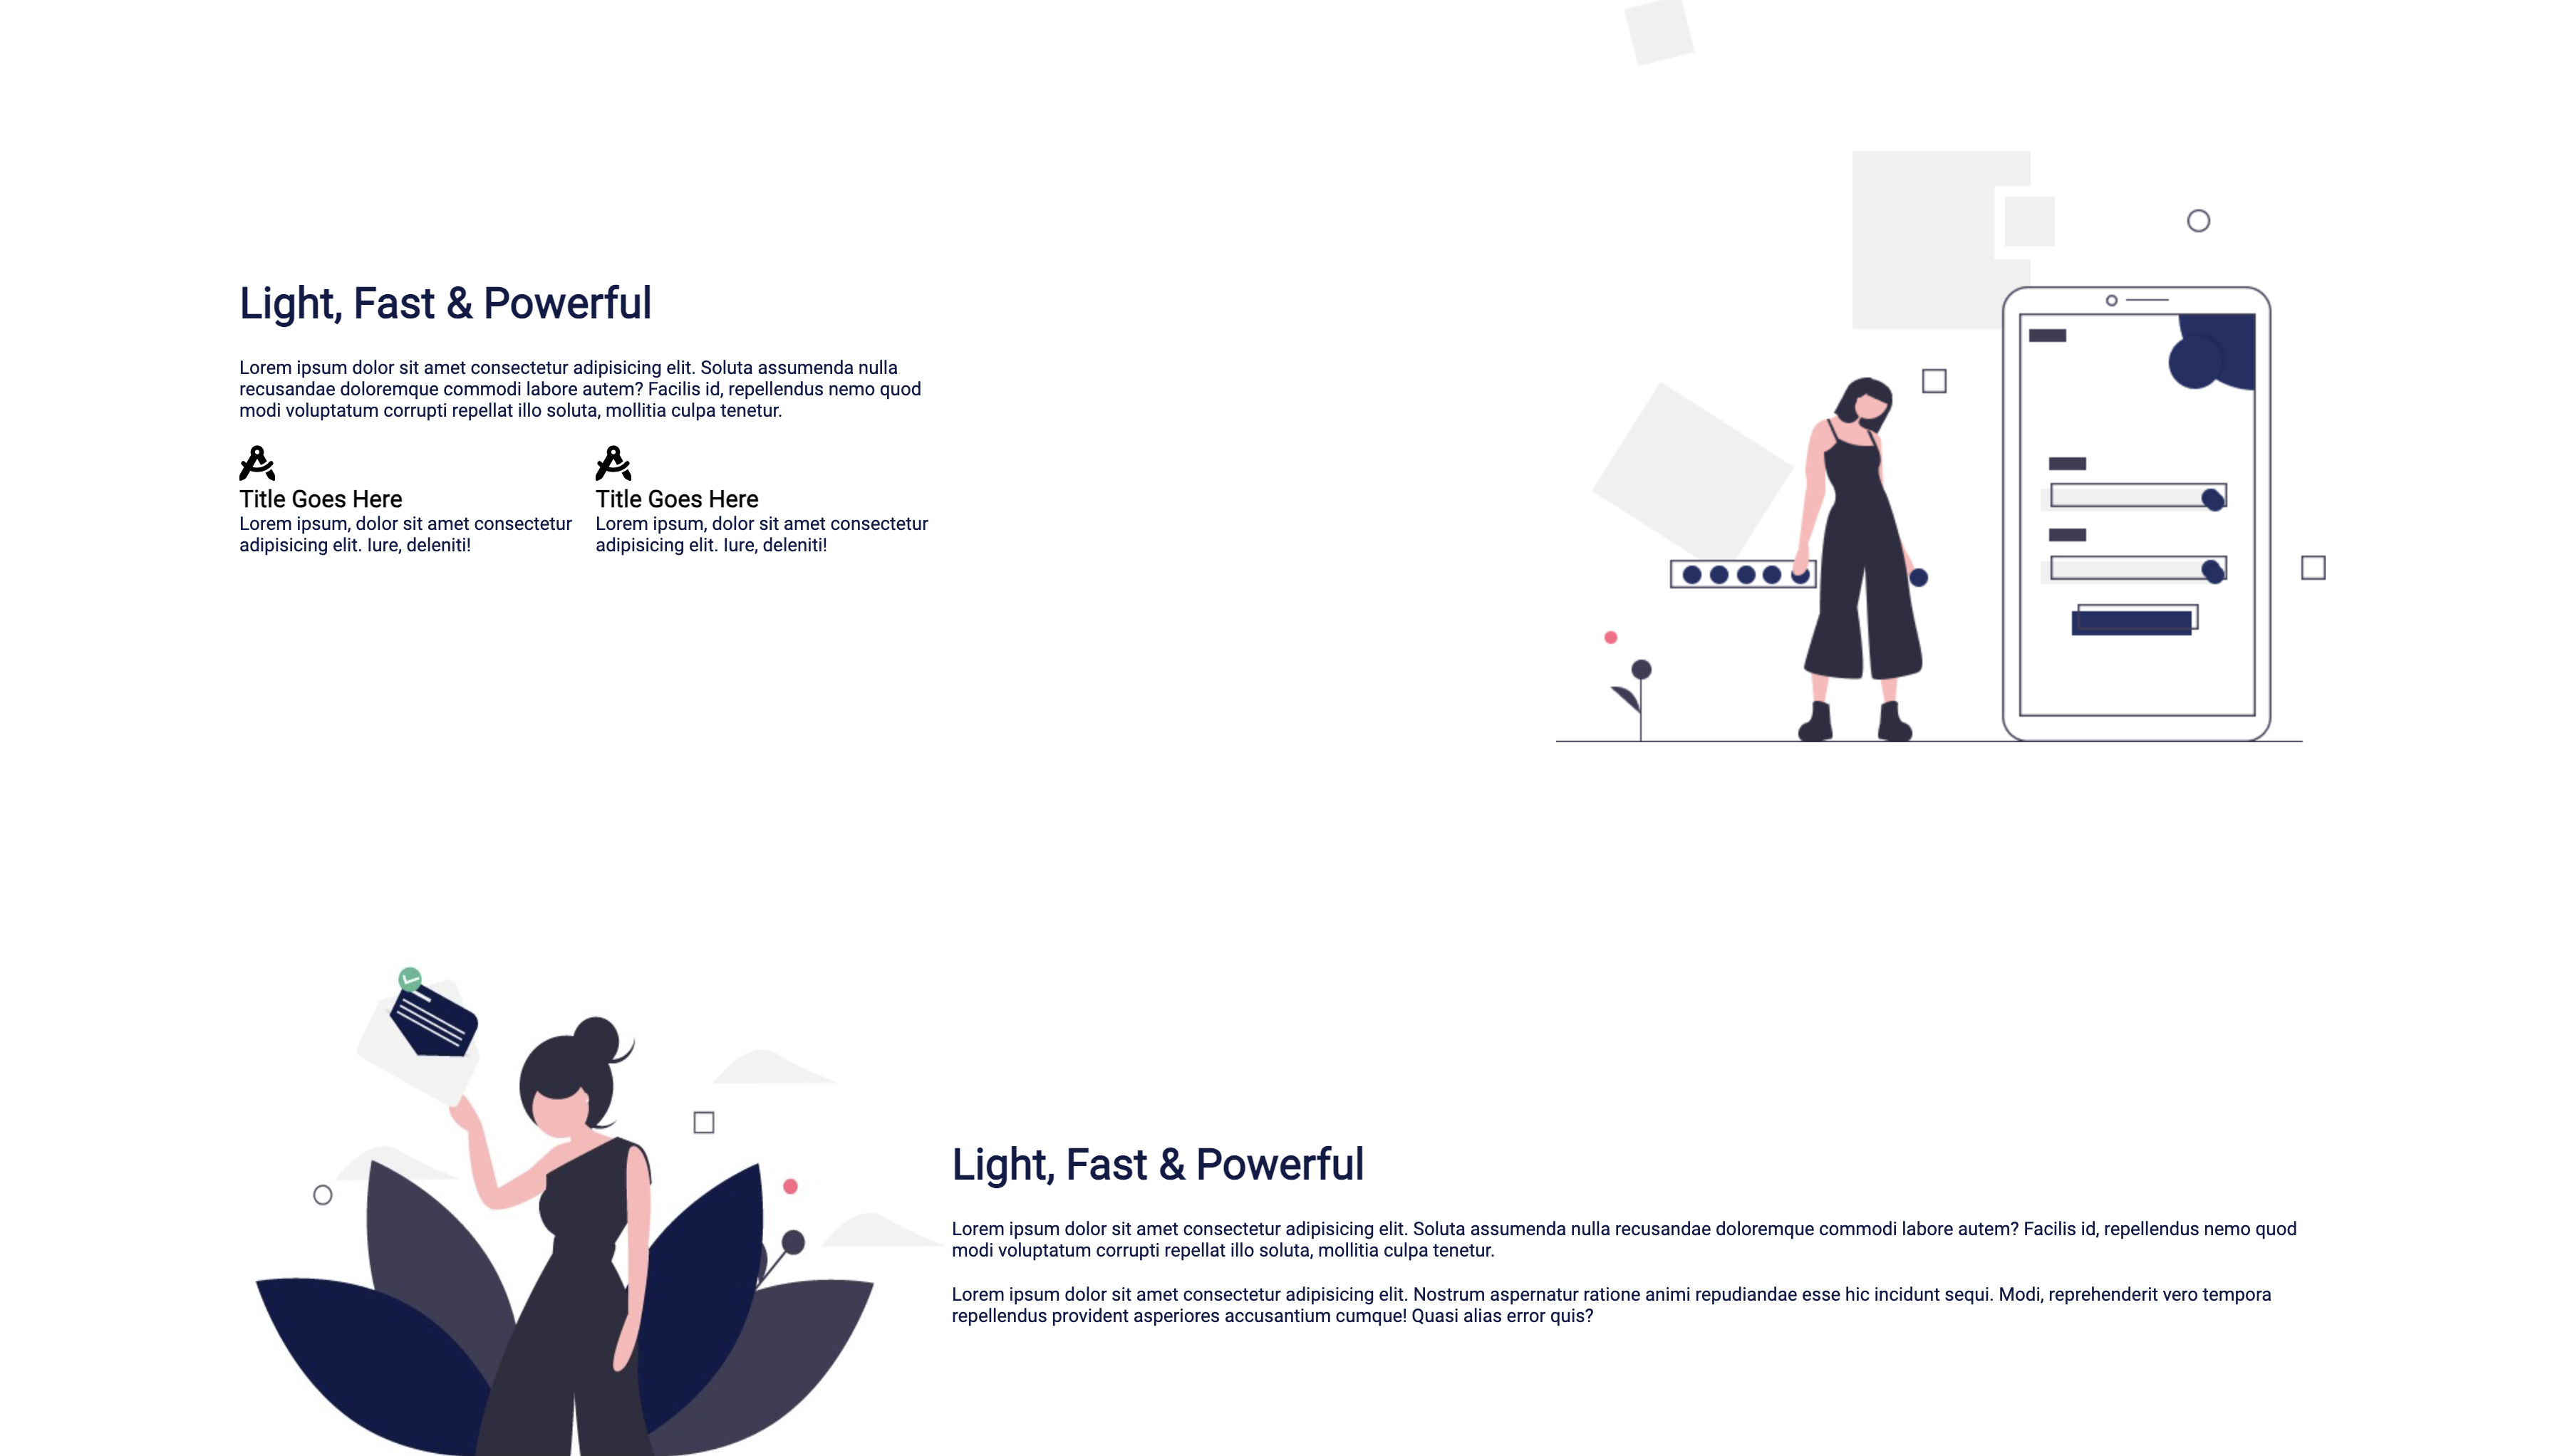 Light, Fast & Powerful
Lorem ipsum dolor sit amet consectetur adipisicing elit. Soluta assumenda nulla
recusandae doloremque commodi labore autem? Facilis id, repellendus nemo quod
modi voluptatum corrupti repellat illo soluta, mollitia culpa tenetur.
Title Goes Here
Lorem ipsum, dolor sit amet consectetur
adipisicing elit. Iure, deleniti!
Title Goes Here
Lorem ipsum, dolor sit amet consectetur
adipisicing elit. Iure, deleniti!
Light, Fast & Powerful
Lorem ipsum dolor sit amet consectetur adipisicing elit. Soluta assumenda nulla recusandae doloremque commodi labore autem? Facilis id, repellendus nemo quod
modi voluptatum corrupti repellat illo soluta, mollitia culpa tenetur.
Lorem ipsum dolor sit amet consectetur adipisicing elit. Nostrum aspernatur ratione animi repudiandae esse hic incidunt sequi. Modi, reprehenderit vero tempora
repellendus provident asperiores accusantium cumque! Quasi alias error quis?